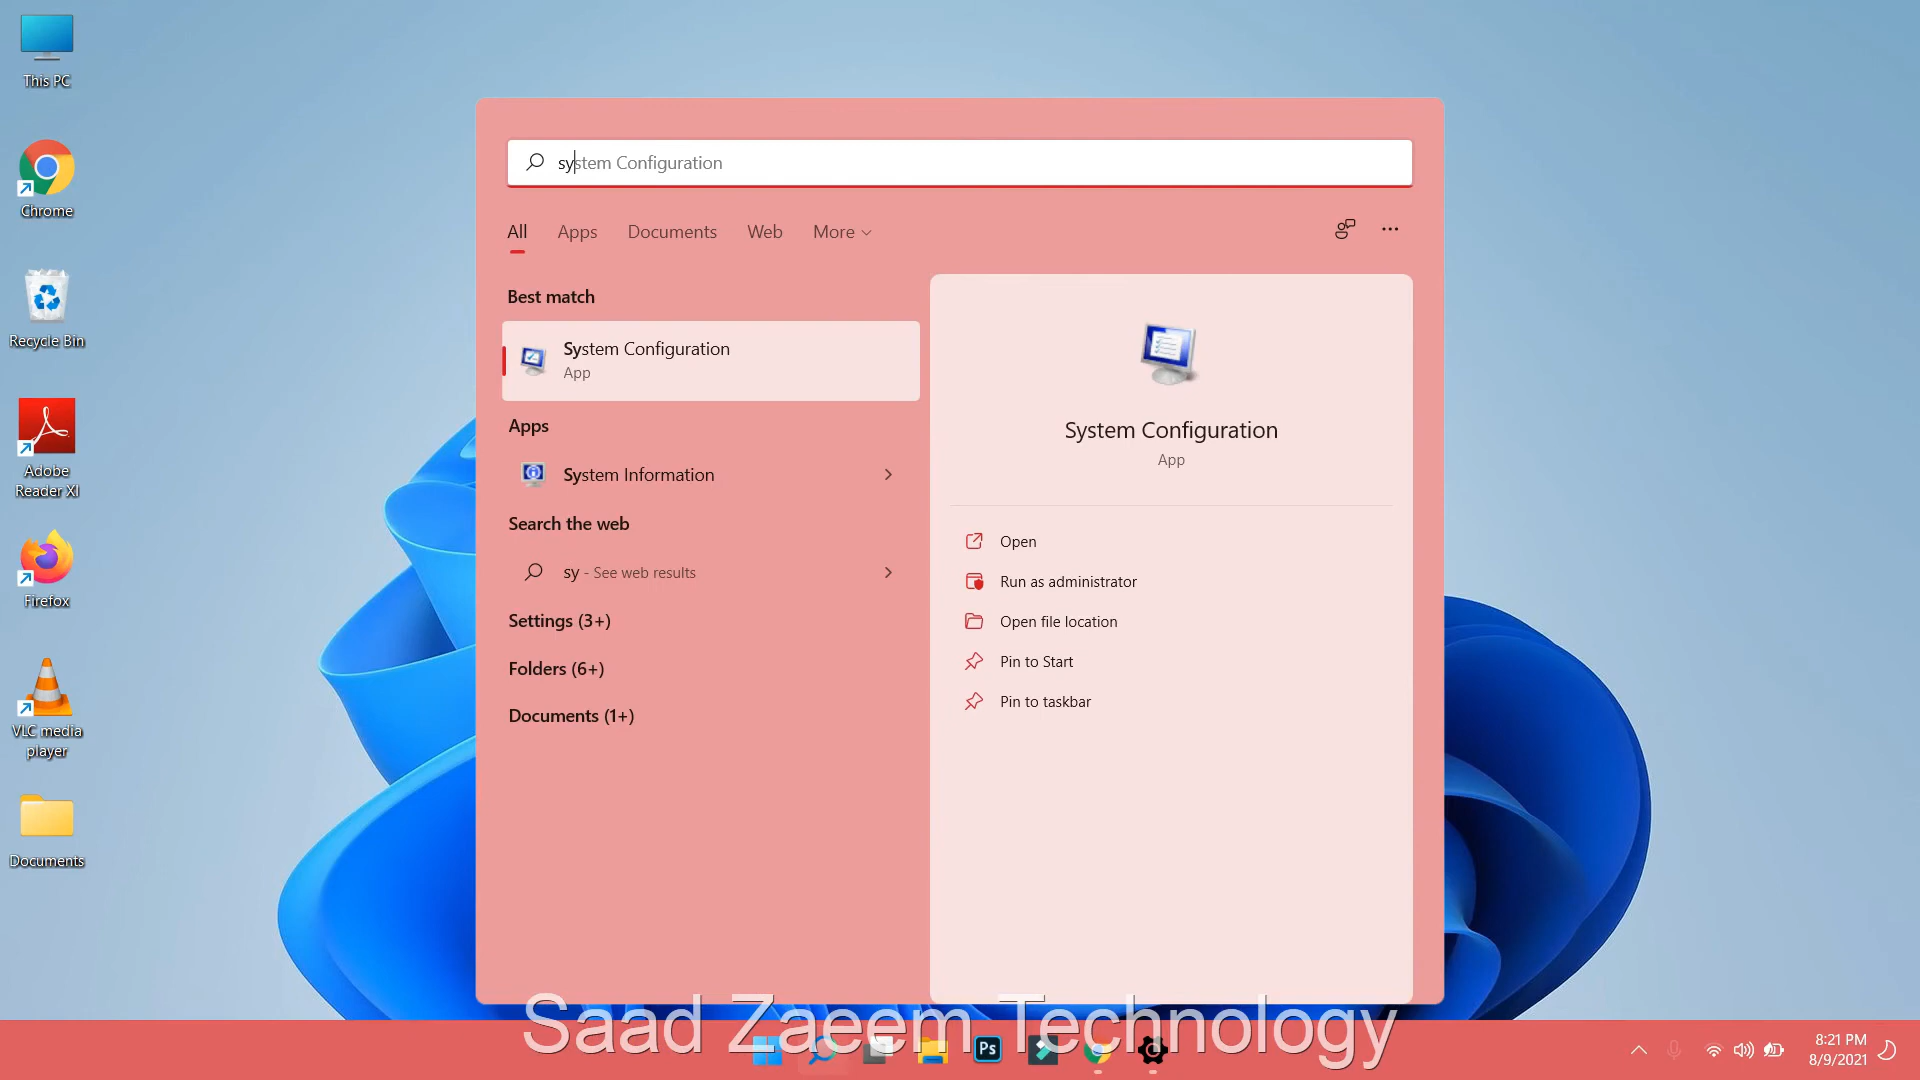 This PC
Chrome
Recycle Bin
Adobe
Reader XI
Firefox
VLC media
player
Documents
system Configuration
All
Apps
Documents
Web
More
Best match
System Configuration
App
Apps
System Information
Search the web
sy - See web results
Settings (3+)
Folders (6+)
Documents (1+)
System Configuration
App
Open
Run as administrator
Open file location
Pin to Start
Pin to taskbar
Saad Zaeem Technology
Ps
8:21 PM
8/9/2021